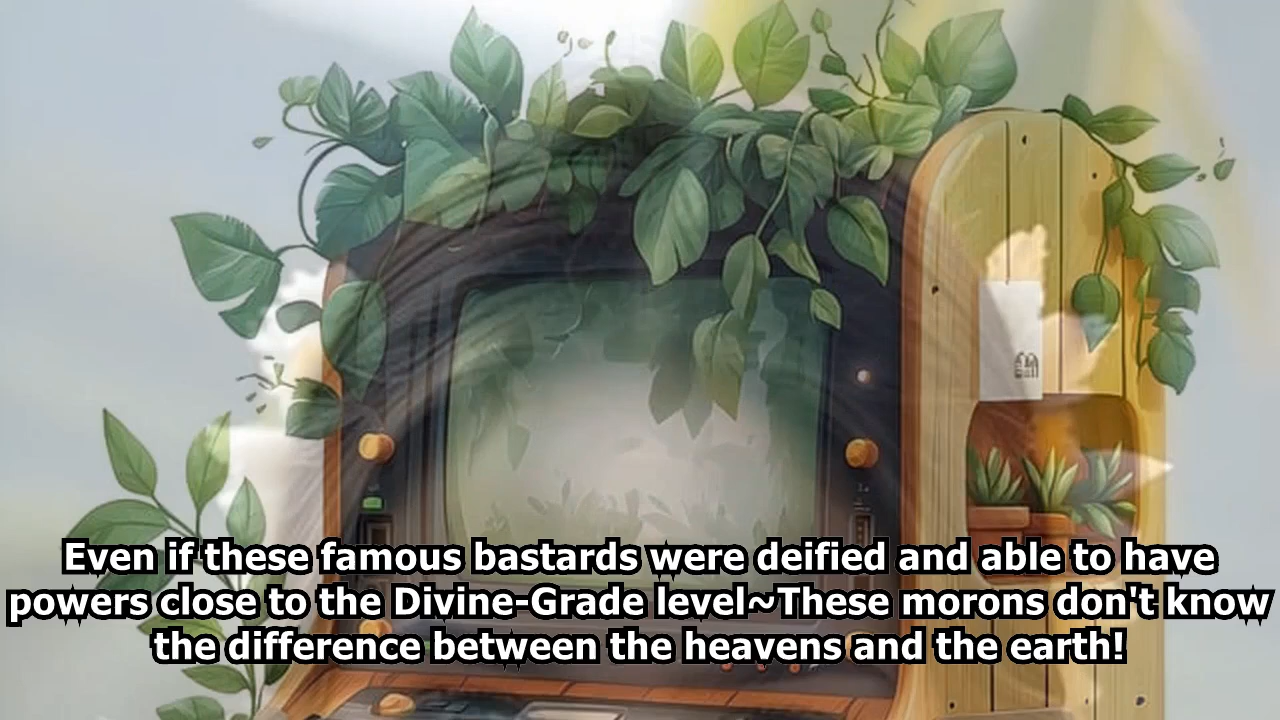 Even if these famous bastards were deified and able to have
powers close to the Divine-Grade level~These morons don't know
the difference between the heavens and the earth!